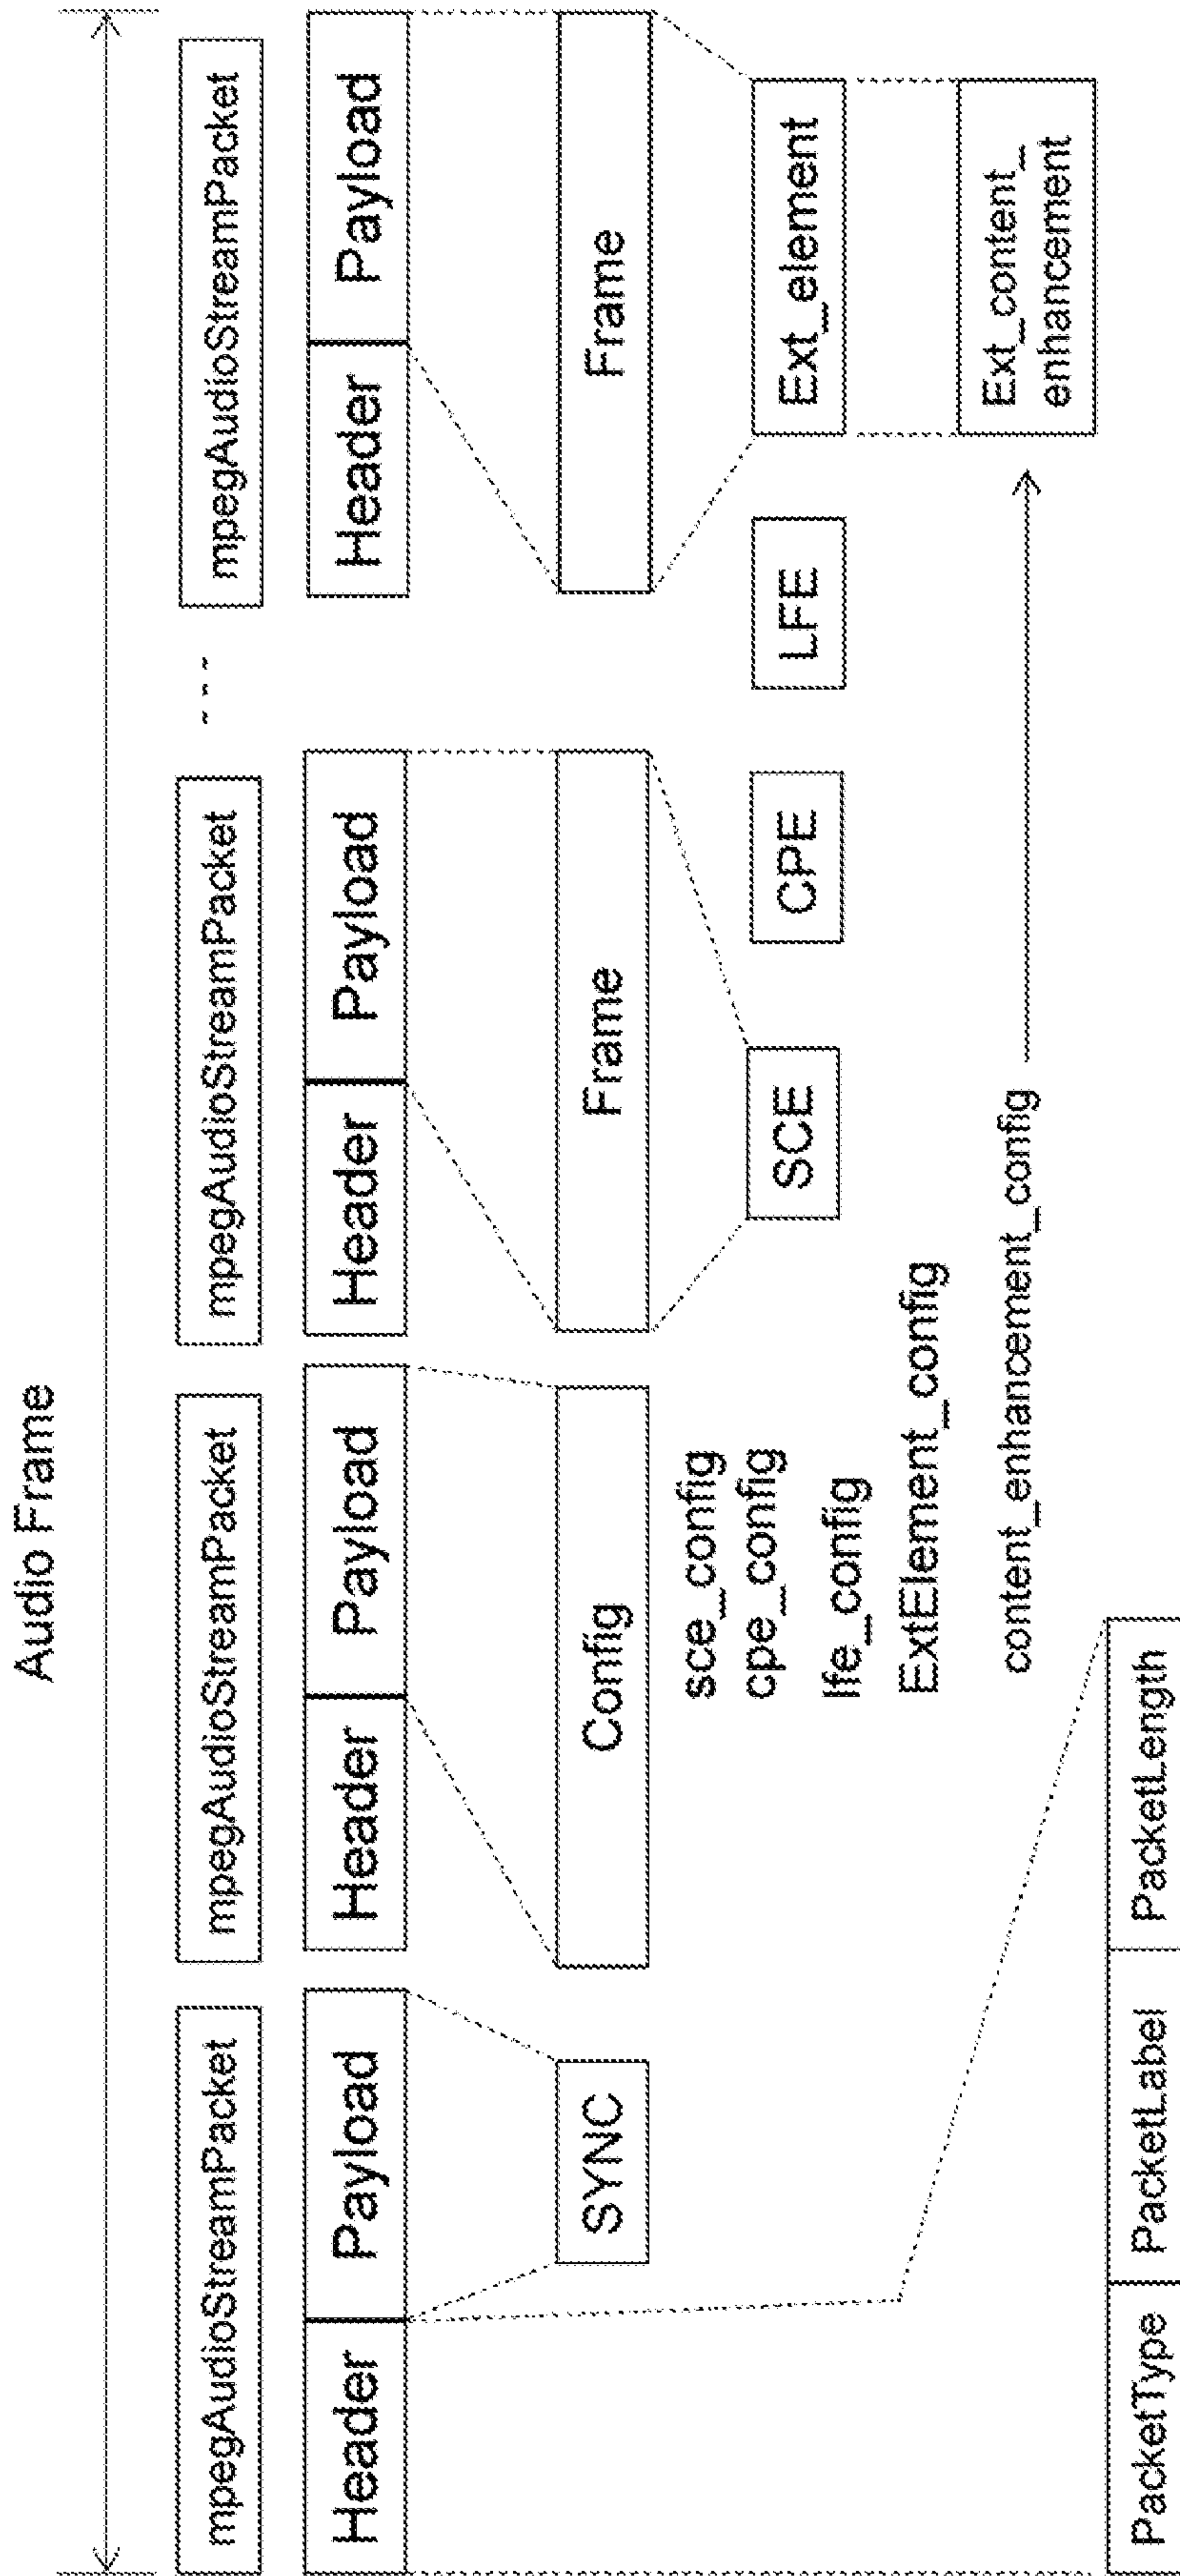 Audio Frame
mpegAudioStreamPacket
mpegAudioStreamPacket
mpegAudioStreamPacket
- - -
mpegAudioStreamPacket
Header
Payload
Header
Payload
Header
Payload
Header
Payload
SYNC
Config
Frame
Frame
sce_config
cpe_config
lfe_config
ExtElement_config
content_enhancement_config
SCE
CPE
LFE
Ext_element
Ext_content_
enhancement
PacketType
PacketLabel
PacketLength